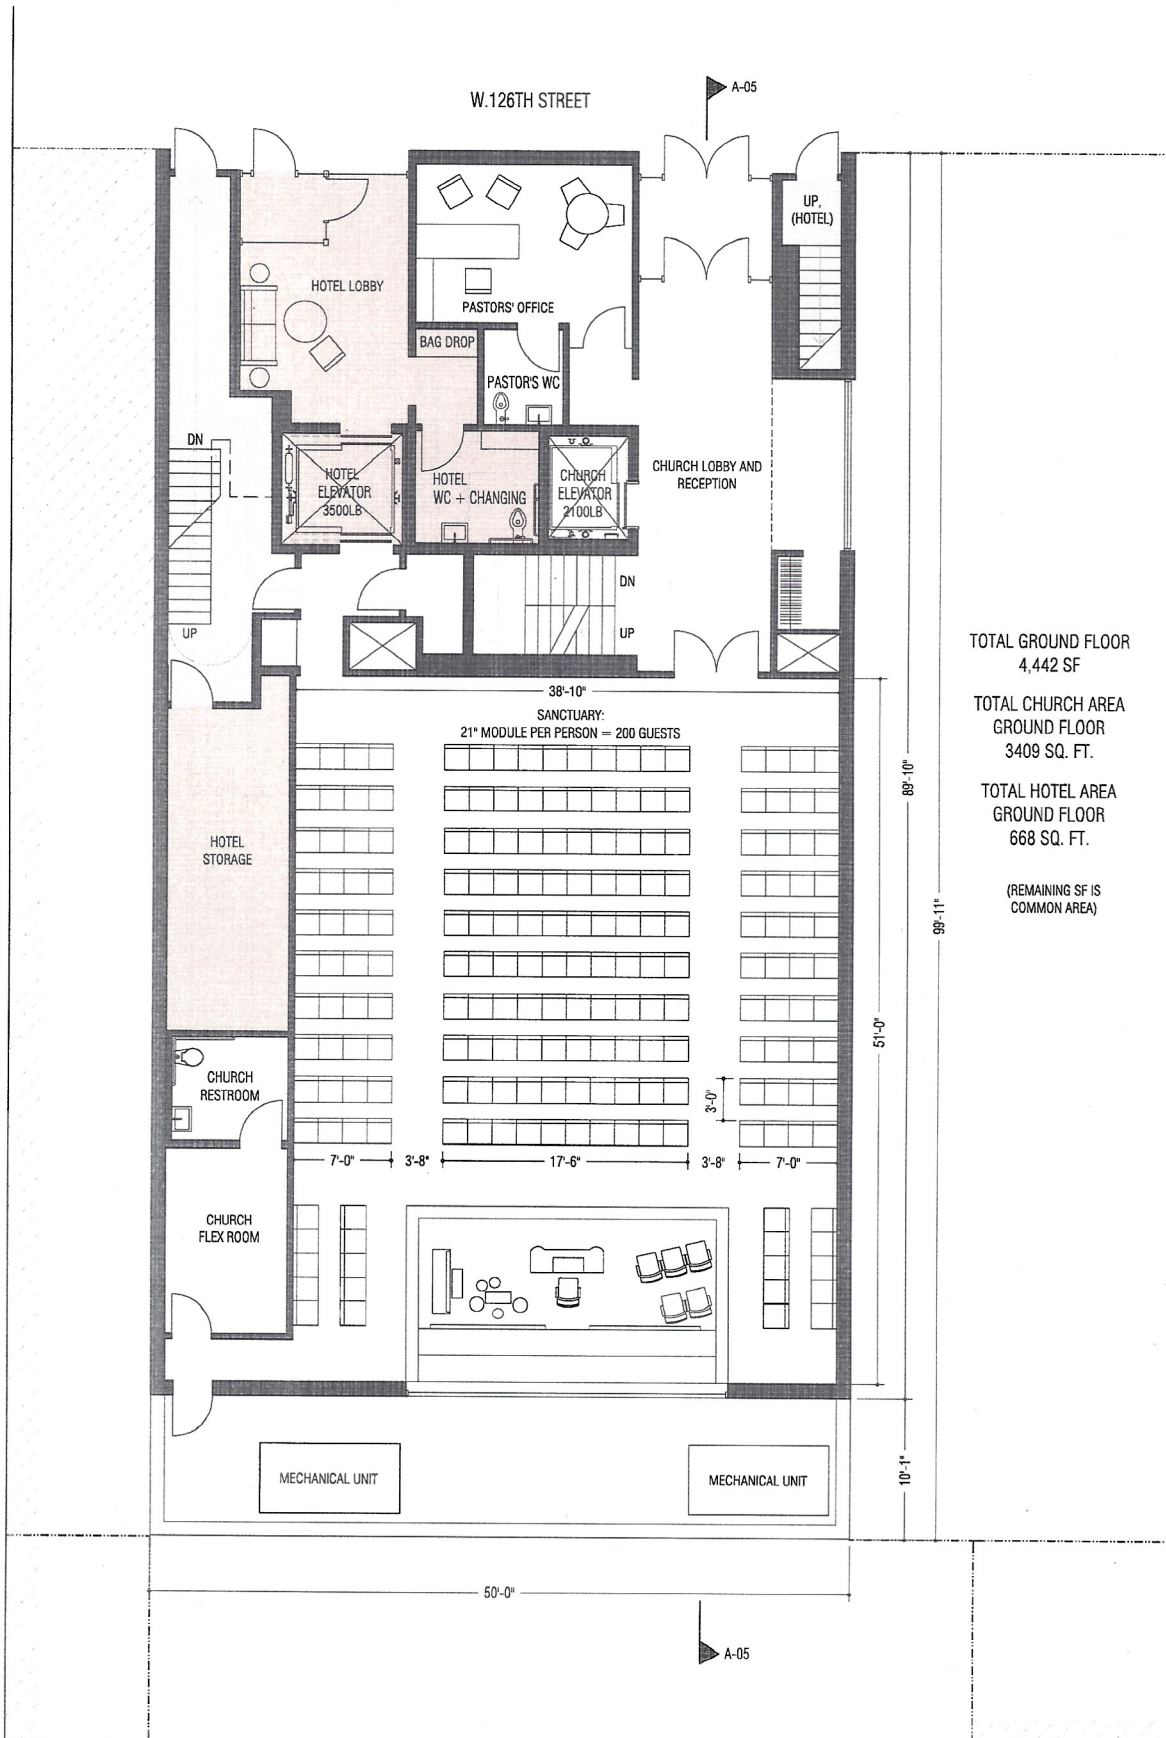 W.126TH STREET
A-05
UP,
(HOTEL)
HOTEL LOBBY
PASTORS' OFFICE
BAG DROP
PASTOR'S WC
DN
HOTEL
ELEVATOR
3500LB
HOTEL
WC + CHANGING
CHURCH
ELEVATOR
2100LB
CHURCH LOBBY AND
RECEPTION
DN
UP
UP
TOTAL GROUND FLOOR
4,442 SF
TOTAL CHURCH AREA
GROUND FLOOR
3409 SQ. FT.
TOTAL HOTEL AREA
GROUND FLOOR
668 SQ. FT.
(REMAINING SF IS
COMMON AREA)
38'-10"
SANCTUARY:
21" MODULE PER PERSON = 200 GUESTS
89'-10"
HOTEL
STORAGE
99'-11"
51'-0"
CHURCH
RESTROOM
3'-0"
7'-0"
3'-8"
17'-6"
3'-8"
7'-0"
CHURCH
FLEX ROOM
MECHANICAL UNIT
MECHANICAL UNIT
10'-1"
50'-0"
A-05